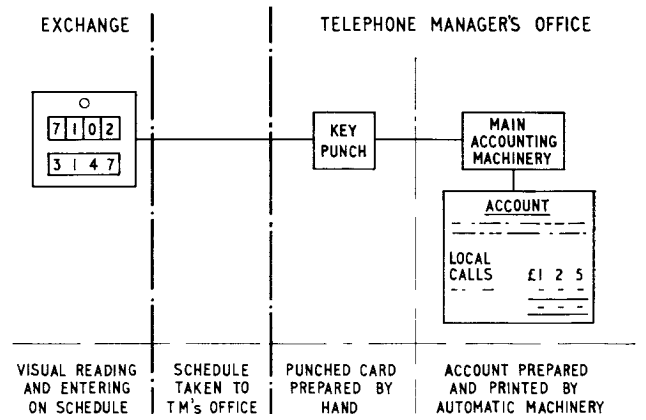 EXCHANGE
TELEPHONE MANAGER'S OFFICE
7102
3147
KEY
PUNCH
MAIN
ACCOUNTING
MACHINERY
ACCOUNT
LOCAL
CALLS £1 2 5
VISUAL READING
AND ENTERING
ON SCHEDULE
SCHEDULE
TAKEN TO
TM's OFFICE
PUNCHED CARD
PREPARED BY
HAND
ACCOUNT PREPARED
AND PRINTED BY
AUTOMATIC MACHINERY